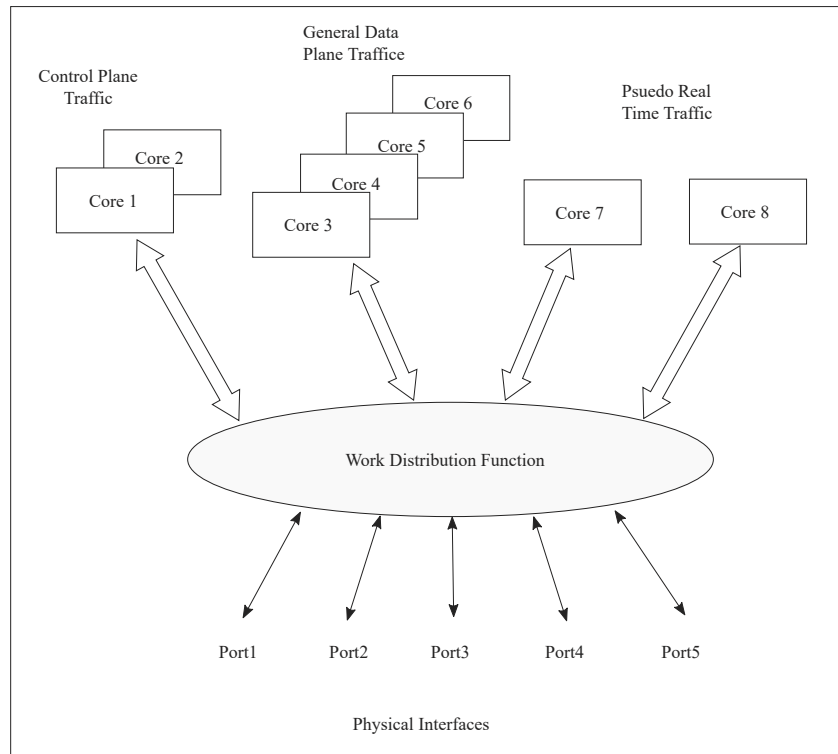 General Data
Plane Traffice
Control Plane
Traffic
Psuedo Real
Time Traffic
Core 6
Core 5
Core 2
Core 4
Core 1
Core 3
Core 7
Core 8
Work Distribution Function
Port1
Port2
Port3
Port4
Port5
Physical Interfaces